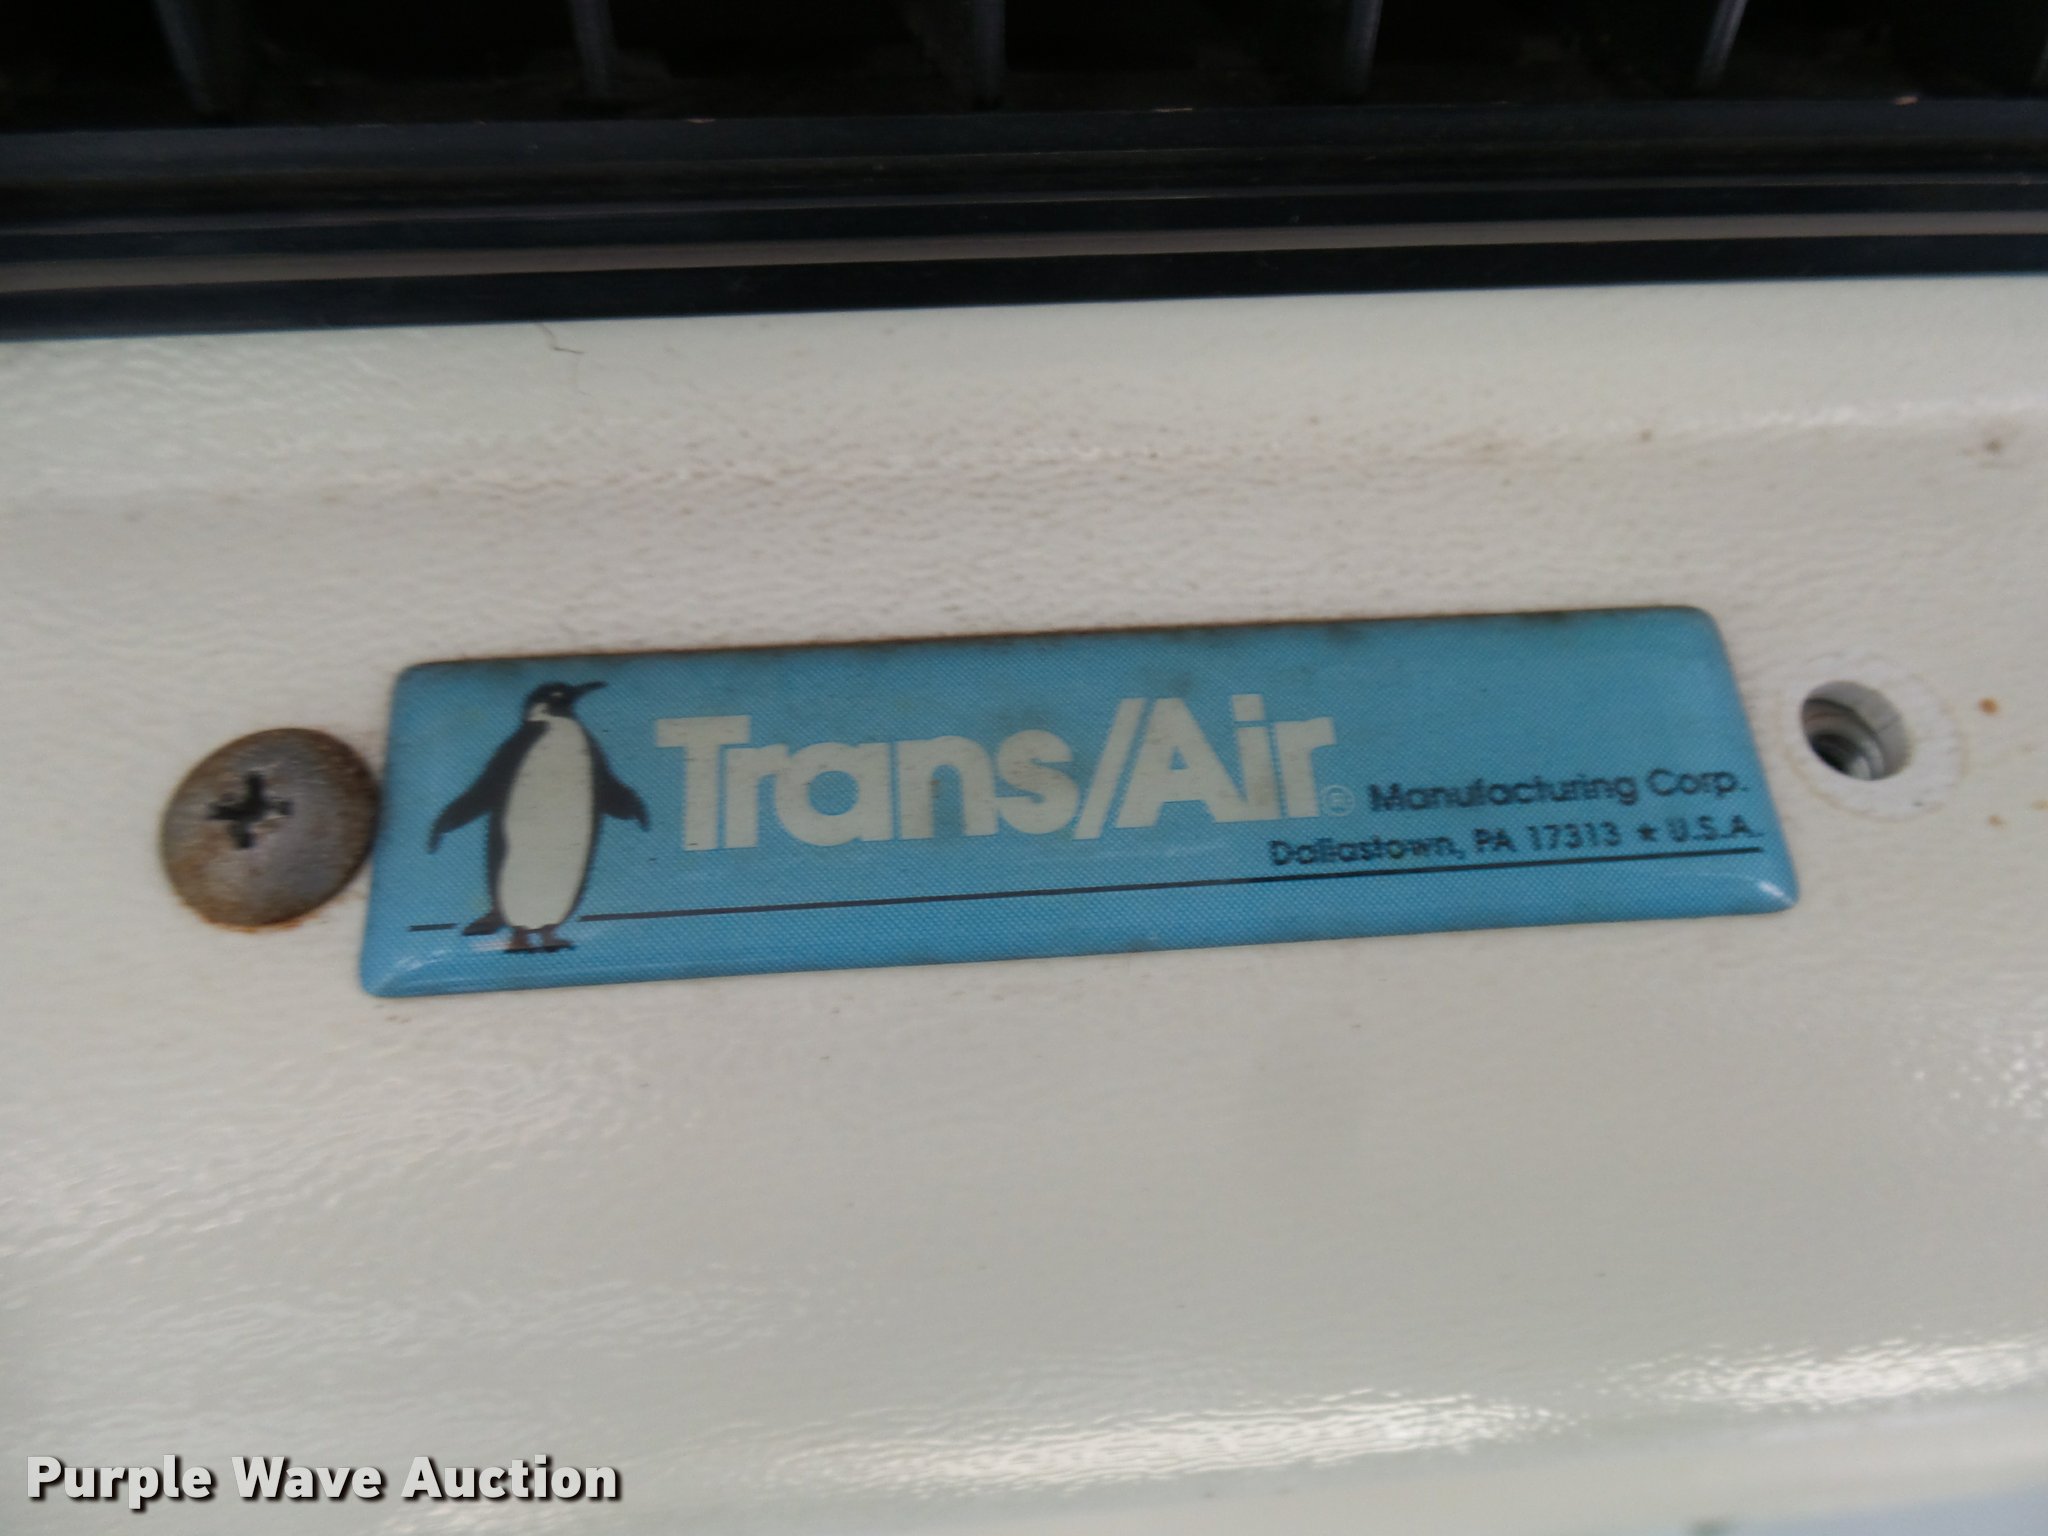 Trans/Air® Manufacturing Corp.
Dallastown, PA 17313 ★ U.S.A.
Purple Wave Auction